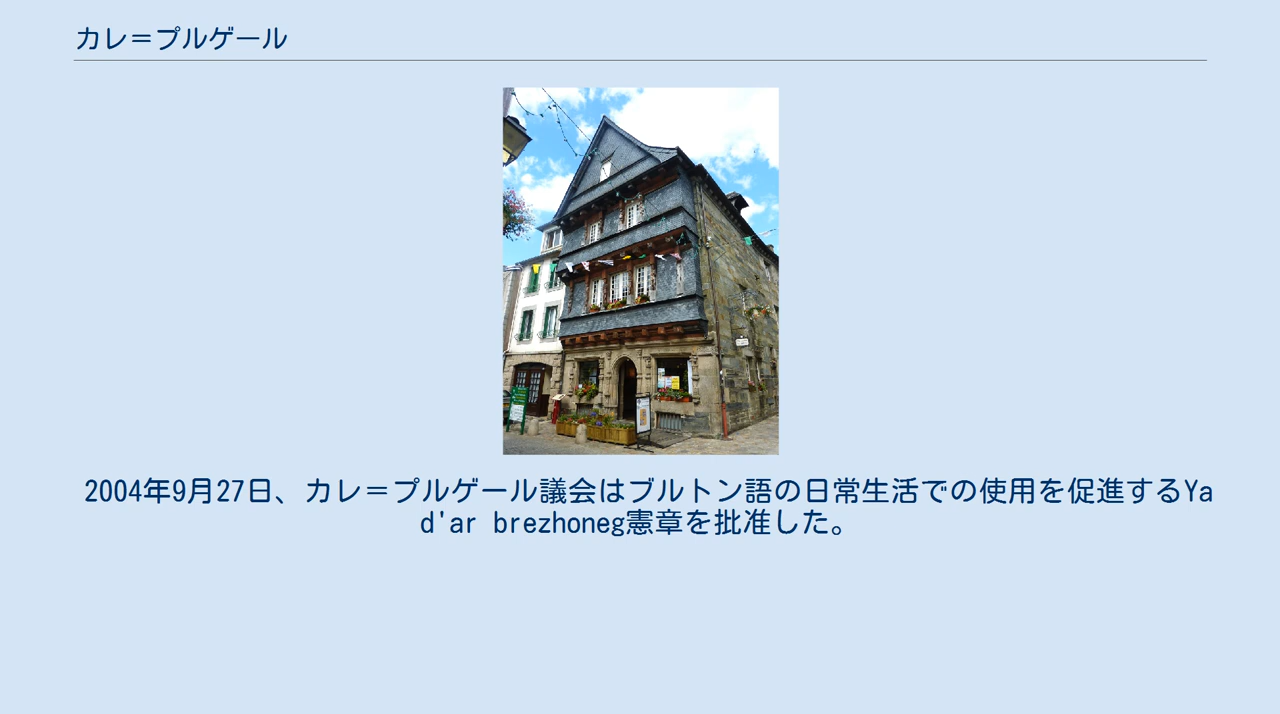 カレ＝プルゲール
2004年9月27日、カレ＝プルゲール議会はブルトン語の日常生活での使用を促進するYa
d'ar brezhoneg憲章を批准した。